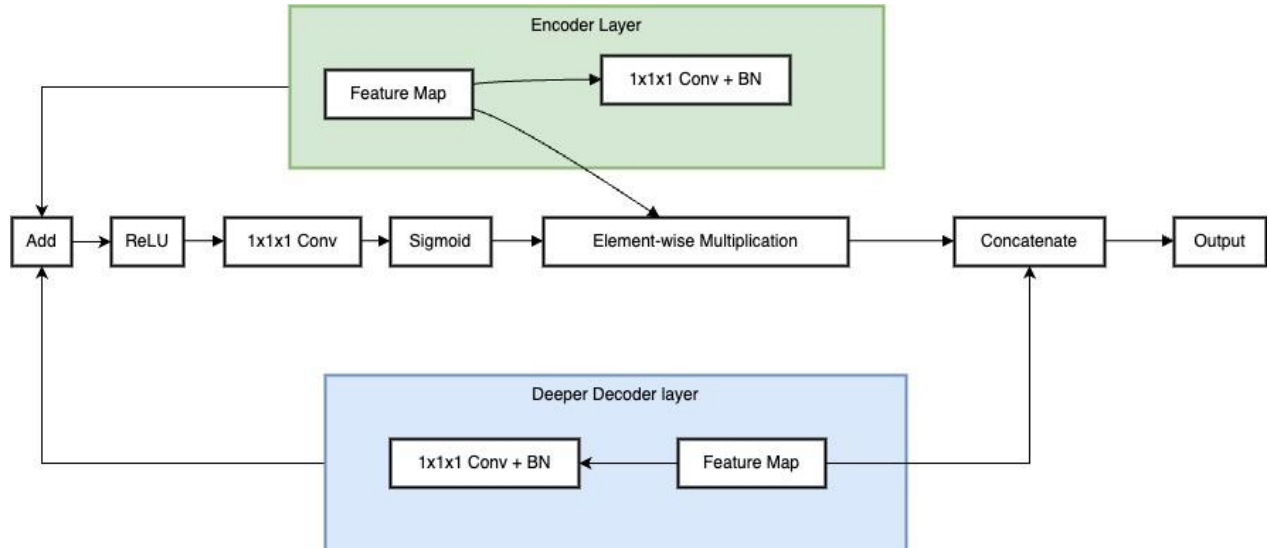 Encoder Layer
Feature Map
1x1x1 Conv + BN
Add
ReLU
1x1x1 Conv
Sigmoid
Element-wise Multiplication
Concatenate
Output
Deeper Decoder layer
1x1x1 Conv + BN
Feature Map